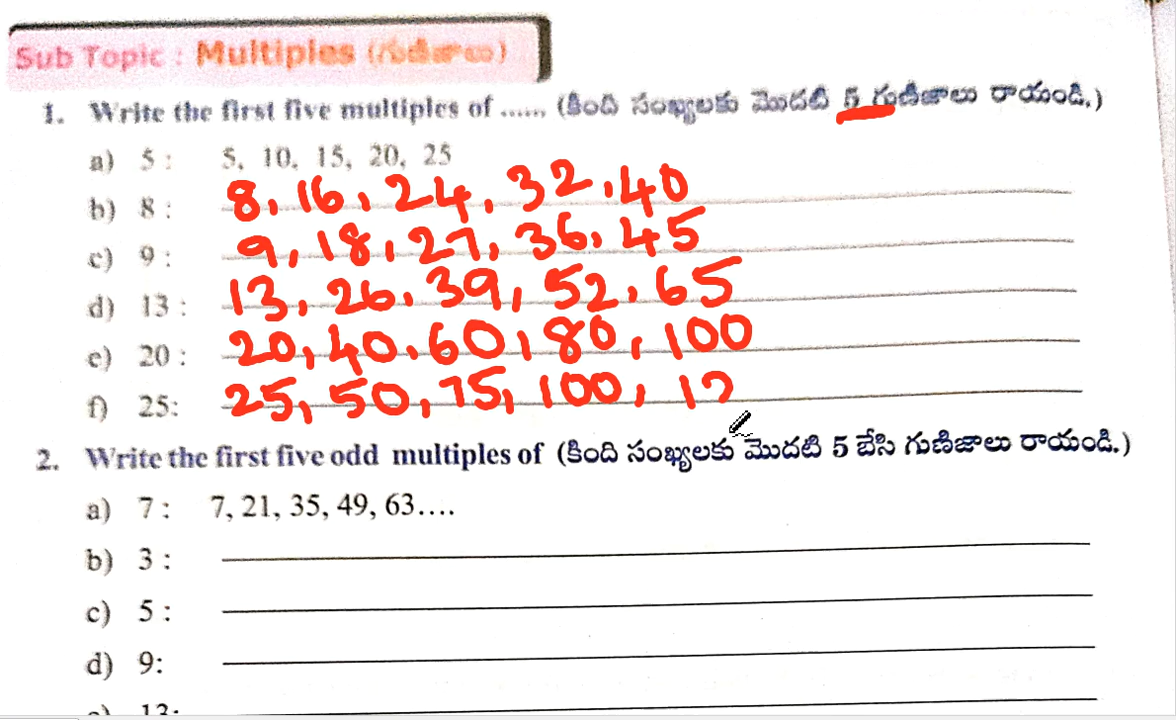 Sub Topic : Multiples (గుణిజాలు)
1. Write the first five multiples of ...... (కింది సంఖ్యలకు మొదటి 5 గుణిజాలు రాయండి.)
a) 5 : 5, 10, 15, 20, 25
b) 8 : 8, 16, 24, 32, 40
c) 9 : 9, 18, 27, 36, 45
d) 13 : 13, 26, 39, 52, 65
e) 20 : 20, 40, 60, 80, 100
f) 25: 25, 50, 75, 100, 12
2. Write the first five odd multiples of (కింది సంఖ్యలకు మొదటి 5 బేసి గుణిజాలు రాయండి.)
a) 7 : 7, 21, 35, 49, 63....
b) 3 :
c) 5 :
d) 9:
e) 13: